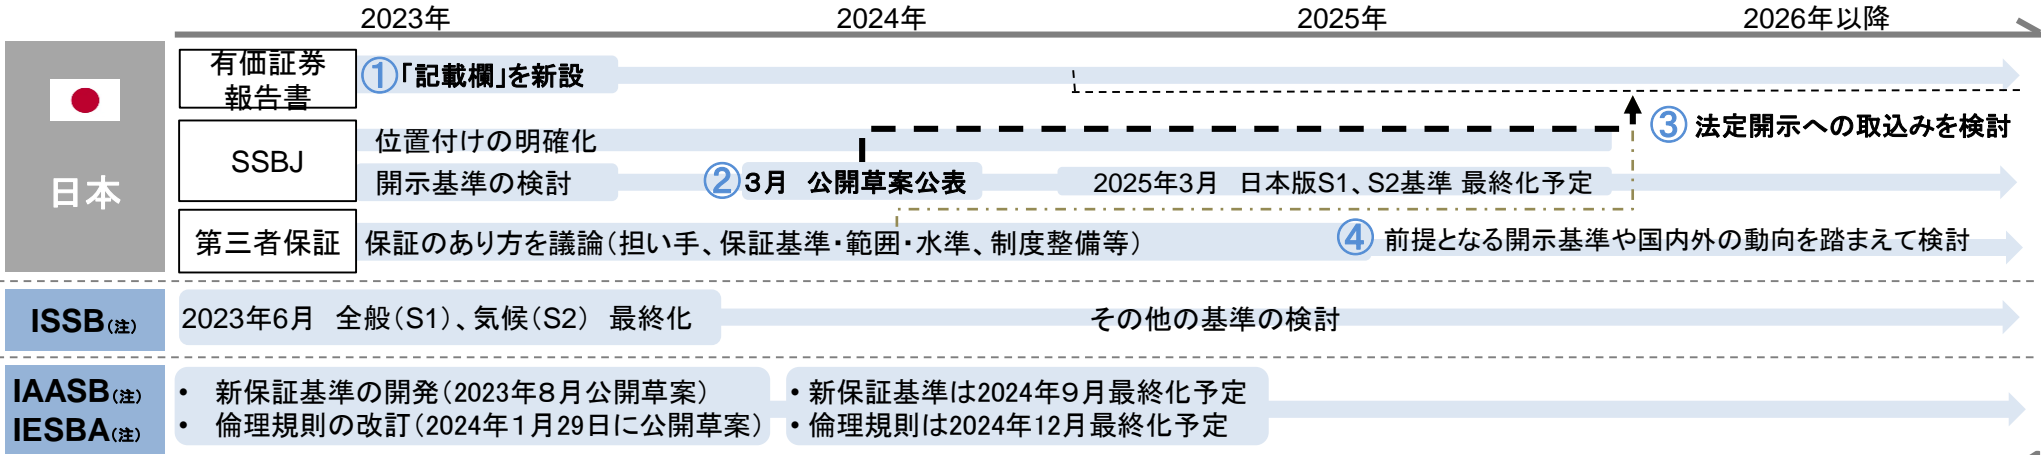 2023年 2024年 2025年 2026年以降
日本
有価証券
報告書
①「記載欄」を新設
SSBJ
位置付けの明確化
③ 法定開示への取込みを検討
開示基準の検討
②3月 公開草案公表
2025年3月 日本版S1、S2基準 最終化予定
第三者保証
保証のあり方を議論(担い手、保証基準・範囲・水準、制度整備等)
④ 前提となる開示基準や国内外の動向を踏まえて検討
ISSB(注)
2023年6月 全般(S1)、気候(S2) 最終化
その他の基準の検討
IAASB(注)
IESBA(注)
• 新保証基準の開発(2023年8月公開草案)
• 倫理規則の改訂(2024年1月29日に公開草案)
• 新保証基準は2024年9月最終化予定
• 倫理規則は2024年12月最終化予定